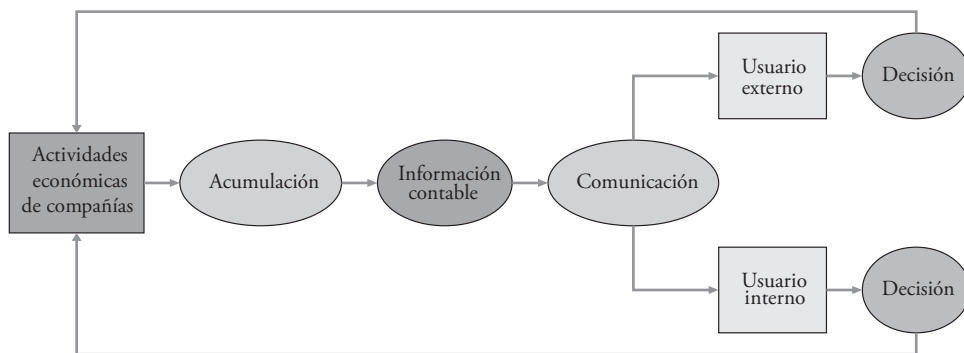 Usuario
externo
Decisión
Actividades
económicas
de compañías
Acumulación
Información
contable
Comunicación
Usuario
interno
Decisión